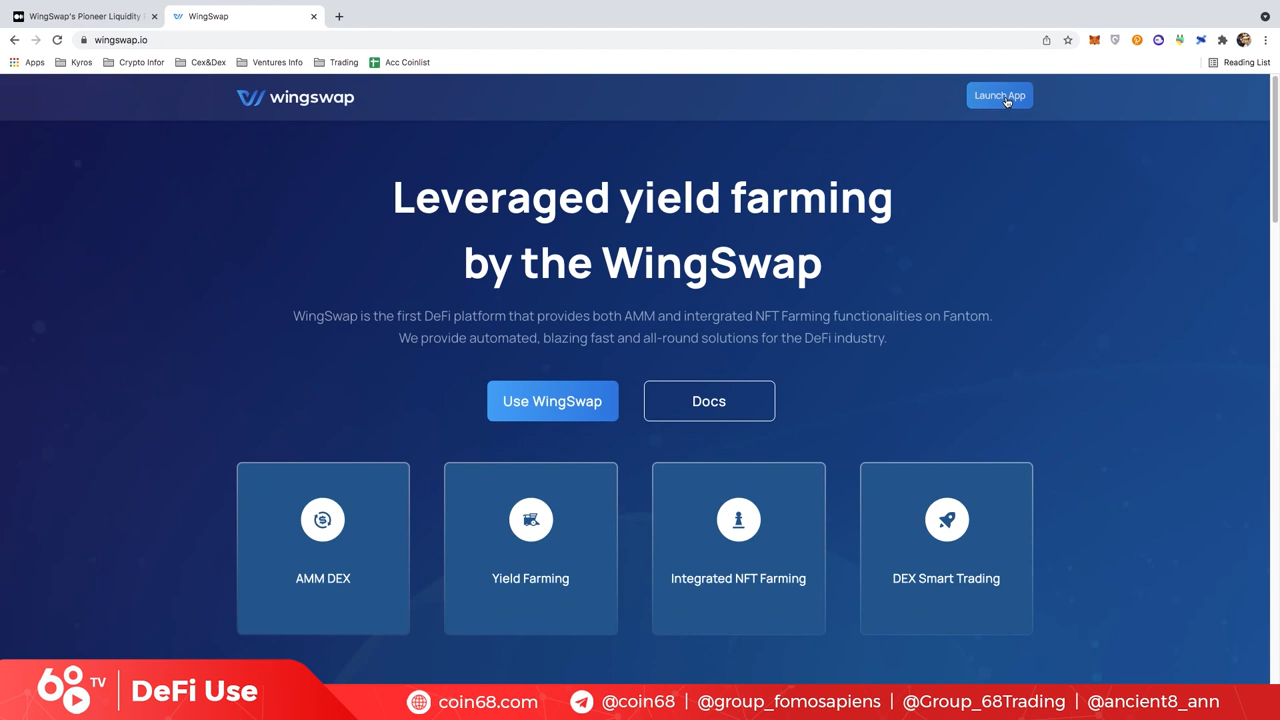 WingSwap's Pioneer Liquidity
WingSwap
wingswap.io
Apps
Kyros
Crypto Infor
Cex&Dex
Ventures Info
Trading
Acc Coinlist
Reading List
wingswap
Launch App
Leveraged yield farming
by the WingSwap
WingSwap is the first DeFi platform that provides both AMM and intergrated NFT Farming functionalities on Fantom.
We provide automated, blazing fast and all-round solutions for the DeFi industry.
Use WingSwap
Docs
AMM DEX
Yield Farming
Integrated NFT Farming
DEX Smart Trading
68 TV
DeFi Use
coin68.com
@coin68 | @group_fomosapiens | @Group_68Trading | @ancient8_ann